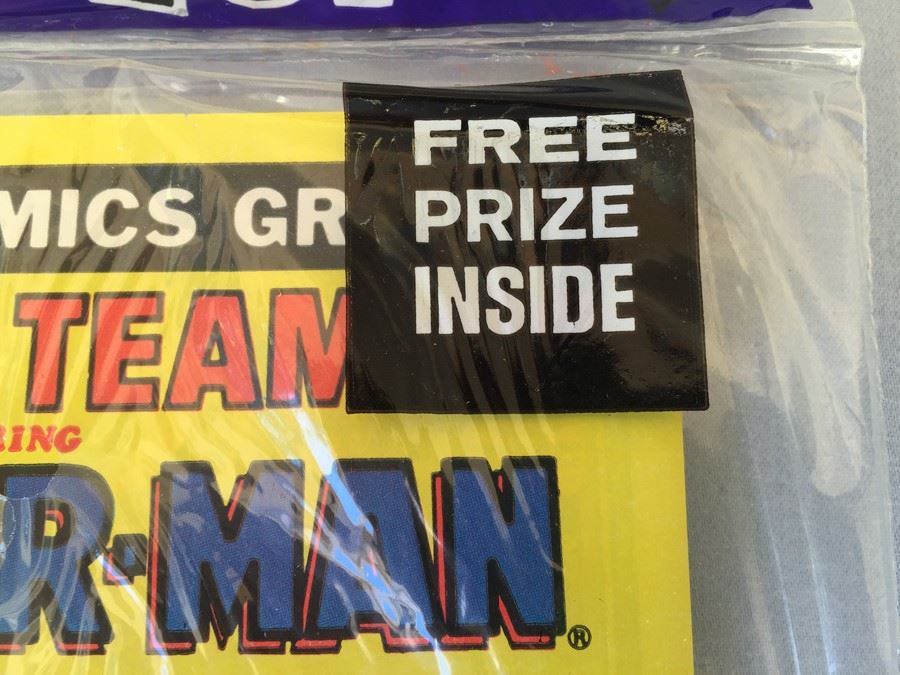 FREE
PRIZE
INSIDE
MICS GR
TEAM
RING
R-MAN®